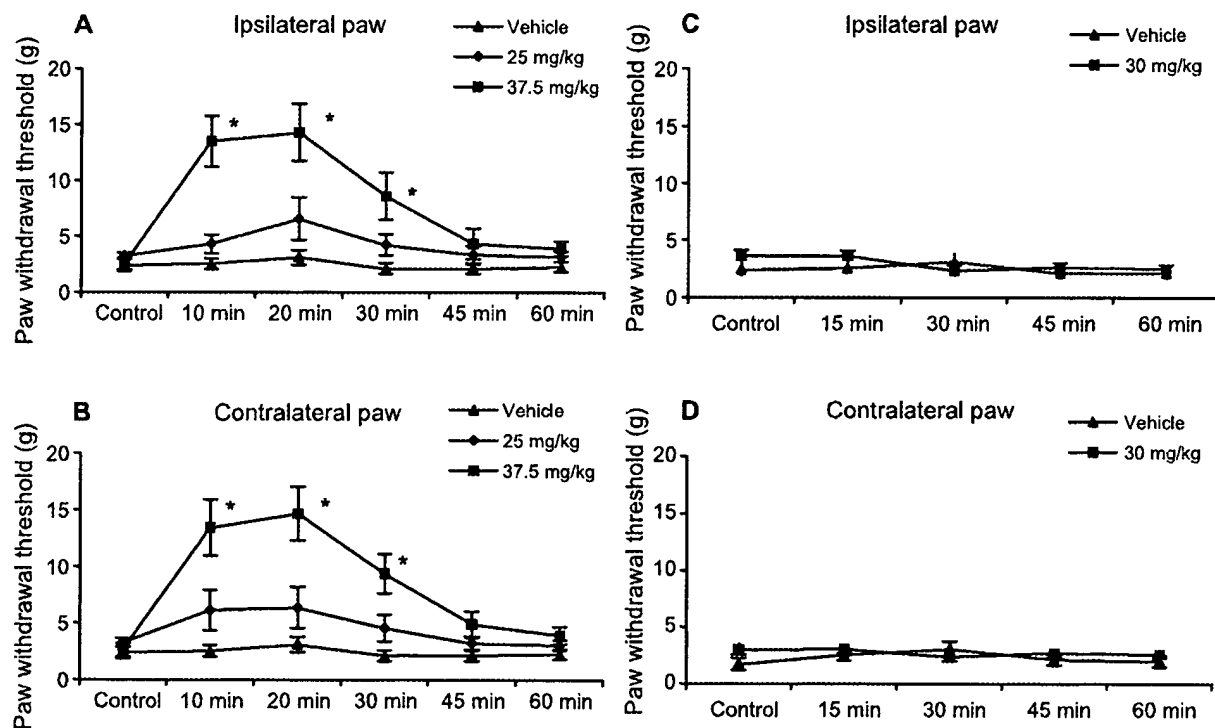 A
Ipsilateral paw
Vehicle
25 mg/kg
37.5 mg/kg
Paw withdrawal threshold (g)
20
15
10
5
0
Control 10 min 20 min 30 min 45 min 60 min
*
*
*
C
Ipsilateral paw
Vehicle
30 mg/kg
Paw withdrawal threshold (g)
20
15
10
5
0
Control 15 min 30 min 45 min 60 min
B
Contralateral paw
Vehicle
25 mg/kg
37.5 mg/kg
Paw withdrawal threshold (g)
20
15
10
5
0
Control 10 min 20 min 30 min 45 min 60 min
*
*
*
D
Contralateral paw
Vehicle
30 mg/kg
Paw withdrawal threshold (g)
20
15
10
5
0
Control 15 min 30 min 45 min 60 min